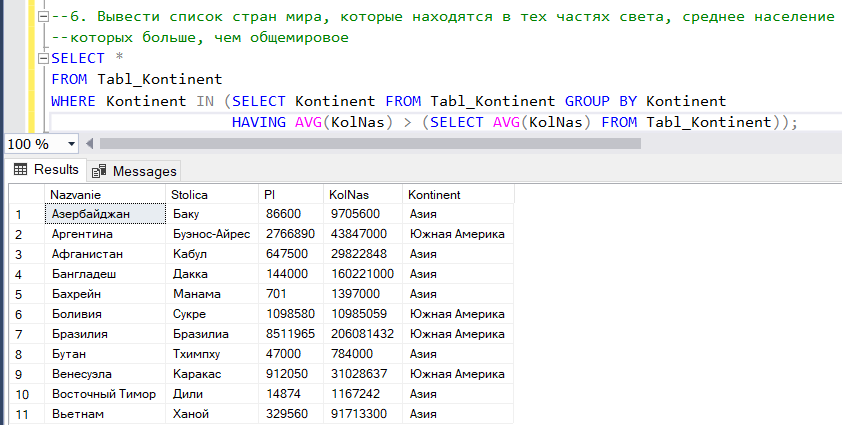 --6. Вывести список стран мира, которые находятся в тех частях света, среднее население
--которых больше, чем общемировое
SELECT *
FROM Tabl_Kontinent
WHERE Kontinent IN (SELECT Kontinent FROM Tabl_Kontinent GROUP BY Kontinent
HAVING AVG(KolNas) > (SELECT AVG(KolNas) FROM Tabl_Kontinent));
100 %
Results Messages
Nazvanie Stolica Pl KolNas Kontinent
1 Азербайджан Баку 86600 9705600 Азия
2 Аргентина Буэнос-Айрес 2766890 43847000 Южная Америка
3 Афганистан Кабул 647500 29822848 Азия
4 Бангладеш Дакка 144000 160221000 Азия
5 Бахрейн Манама 701 1397000 Азия
6 Боливия Сукре 1098580 10985059 Южная Америка
7 Бразилия Бразилиа 8511965 206081432 Южная Америка
8 Бутан Тхимпху 47000 784000 Азия
9 Венесуэла Каракас 912050 31028637 Южная Америка
10 Восточный Тимор Дили 14874 1167242 Азия
11 Вьетнам Ханой 329560 91713300 Азия